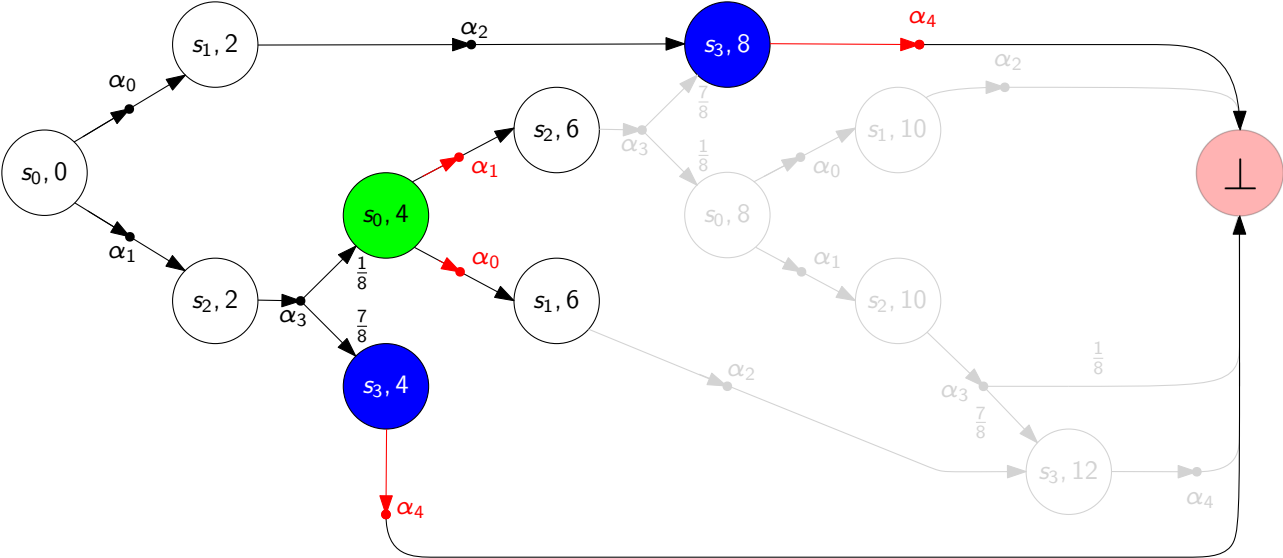 α₄
s₁, 2
α₂
s₃, 8
α₂
α₀
7/8
s₂, 6
α₃
s₁, 10
1/8
α₁
α₀
s₀, 0
⊥
s₀, 4
s₀, 8
α₁
α₀
α₁
1/8
s₂, 2
α₃
s₁, 6
s₂, 10
7/8
1/8
α₂
s₃, 4
α₃
7/8
s₃, 12
α₄
α₄